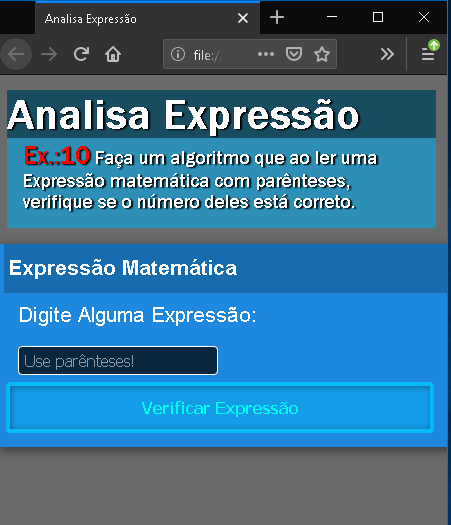 Analisa Expressão
file:/
Analisa Expressão
Ex.:10 Faça um algoritmo que ao ler uma
Expressão matemática com parênteses,
verifique se o número deles está correto.
Expressão Matemática
Digite Alguma Expressão:
Use parênteses!
Verificar Expressão